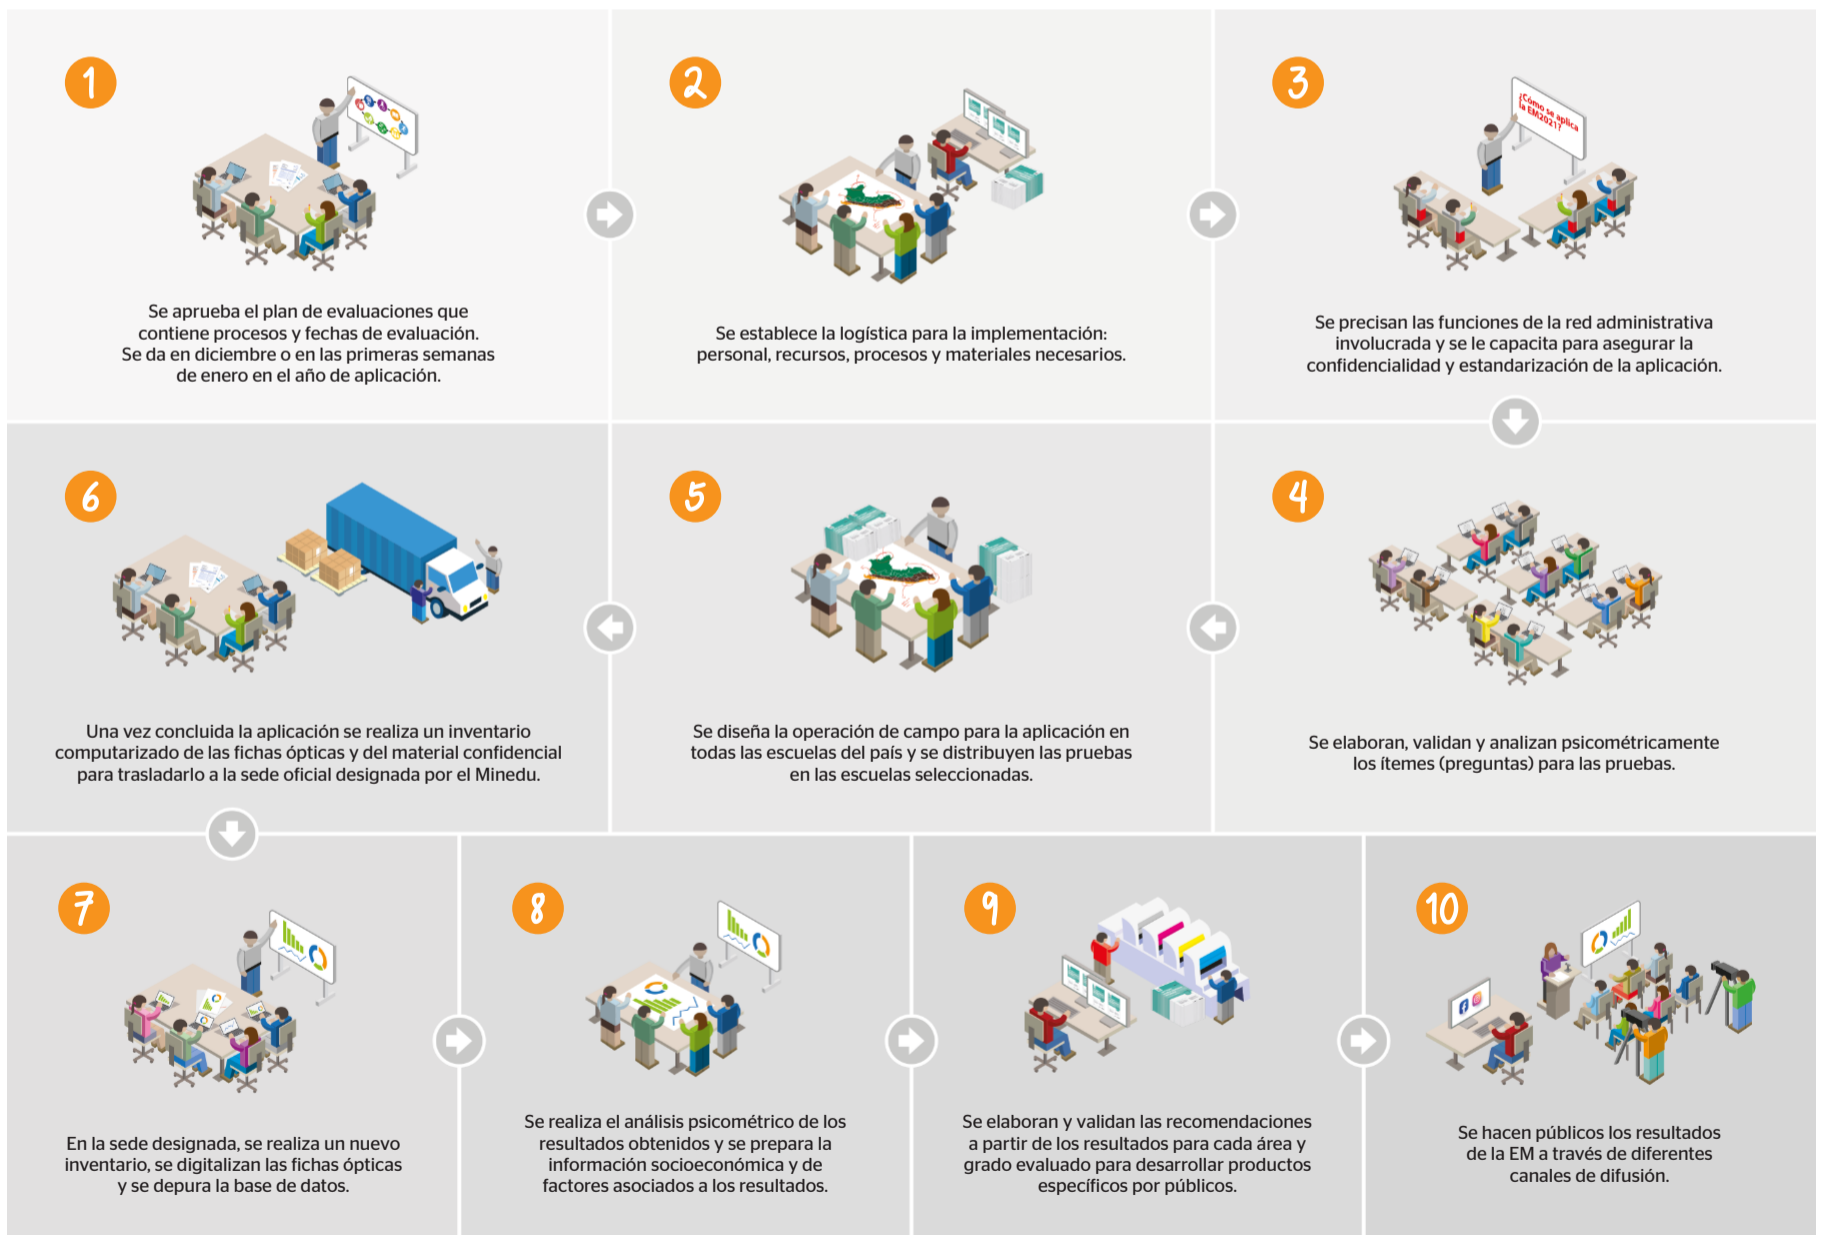 1
Se aprueba el plan de evaluaciones que
contiene procesos y fechas de evaluación.
Se da en diciembre o en las primeras semanas
de enero en el año de aplicación.
2
Se establece la logística para la implementación:
personal, recursos, procesos y materiales necesarios.
3
¿Cómo se aplica
la EM2021?
Se precisan las funciones de la red administrativa
involucrada y se le capacita para asegurar la
confidencialidad y estandarización de la aplicación.
4
Se elaboran, validan y analizan psicométricamente
los ítemes (preguntas) para las pruebas.
5
Se diseña la operación de campo para la aplicación en
todas las escuelas del país y se distribuyen las pruebas
en las escuelas seleccionadas.
6
Una vez concluida la aplicación se realiza un inventario
computarizado de las fichas ópticas y del material confidencial
para trasladarlo a la sede oficial designada por el Minedu.
7
En la sede designada, se realiza un nuevo
inventario, se digitalizan las fichas ópticas
y se depura la base de datos.
8
Se realiza el análisis psicométrico de los
resultados obtenidos y se prepara la
información socioeconómica y de
factores asociados a los resultados.
9
Se elaboran y validan las recomendaciones
a partir de los resultados para cada área y
grado evaluado para desarrollar productos
específicos por públicos.
10
Se hacen públicos los resultados
de la EM a través de diferentes
canales de difusión.